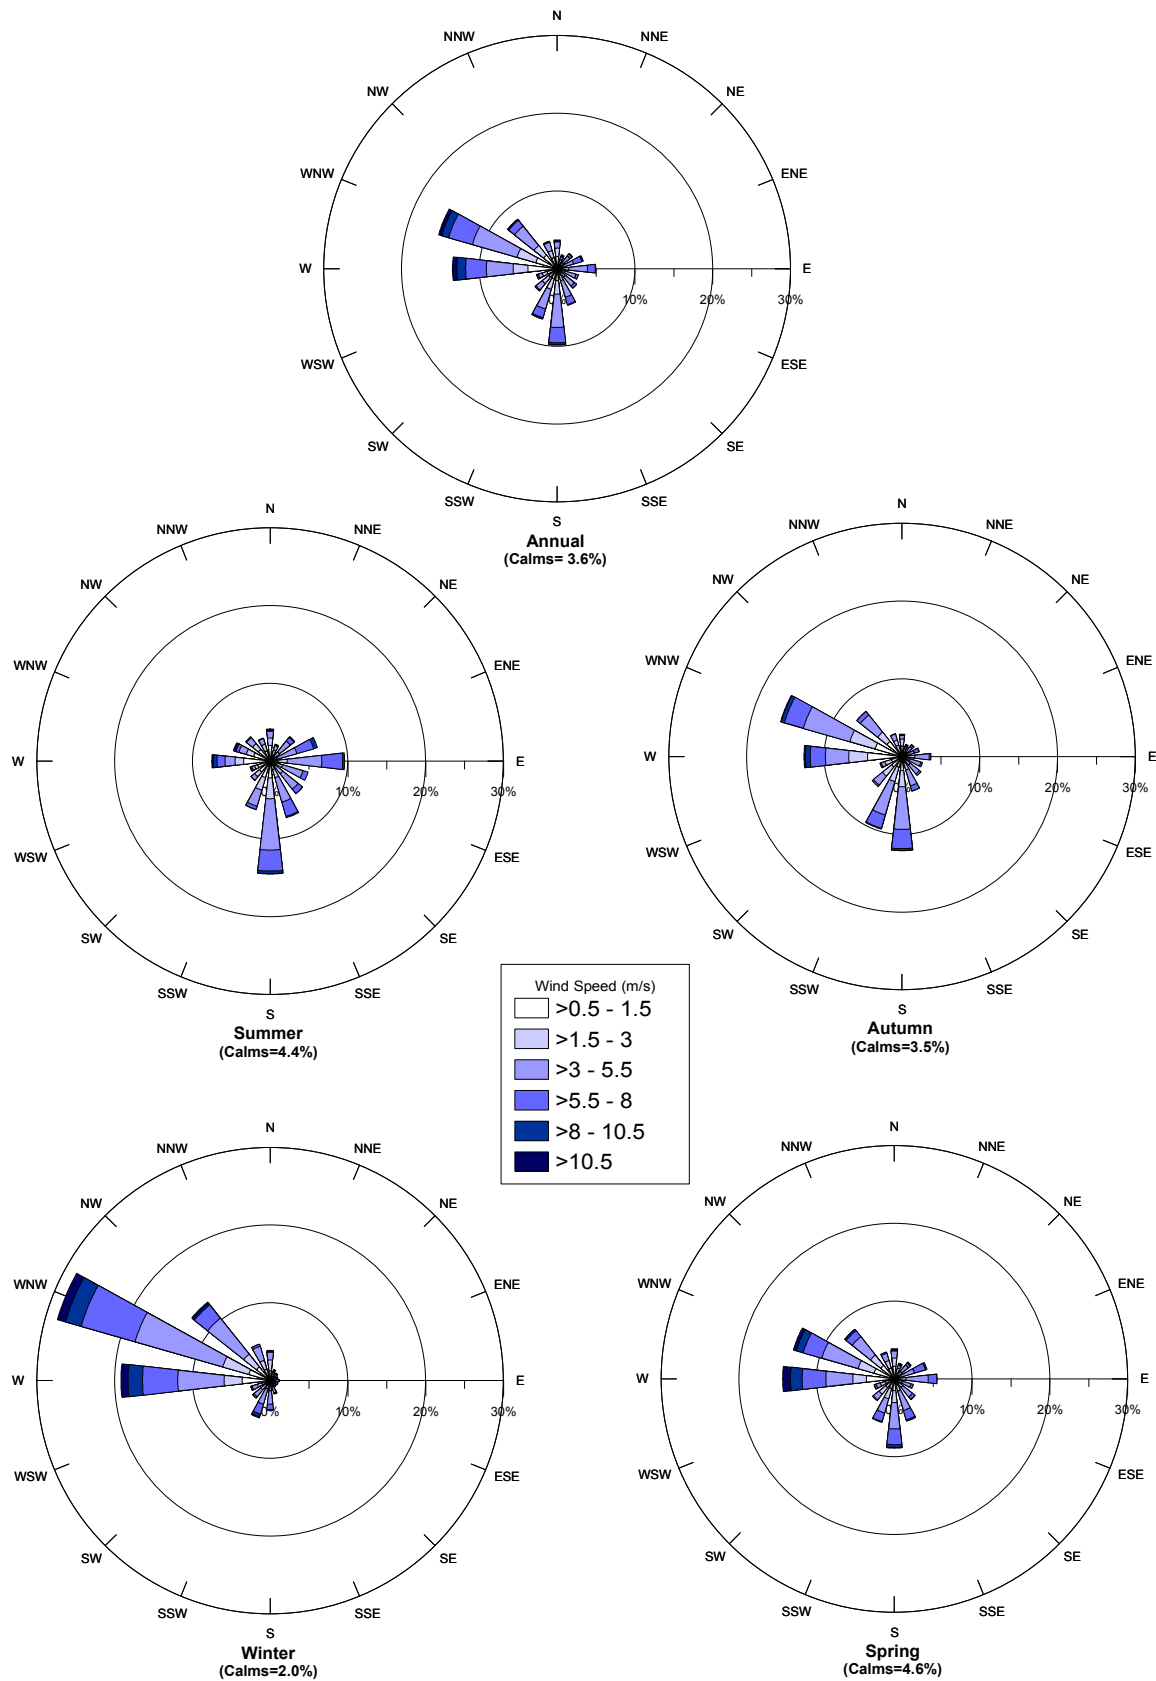 N
NNW NNE
NW NE
WNW ENE
W E
10% 20% 30%
WSW ESE
SW SE
SSW SSE
S
Annual
(Calms= 3.6%)
N
NNW NNE
NW NE
WNW ENE
W E
10% 20% 30%
WSW ESE
SW SE
SSW SSE
S
Summer
(Calms=4.4%)
N
NNW NNE
NW NE
WNW ENE
W E
10% 20% 30%
WSW ESE
SW SE
SSW SSE
S
Autumn
(Calms=3.5%)
Wind Speed (m/s)
>0.5 - 1.5
>1.5 - 3
>3 - 5.5
>5.5 - 8
>8 - 10.5
>10.5
N
NNW NNE
NW NE
WNW ENE
W E
0% 10% 20% 30%
WSW ESE
SW SE
SSW SSE
S
Winter
(Calms=2.0%)
N
NNW NNE
NW NE
WNW ENE
W E
10% 20% 30%
WSW ESE
SW SE
SSW SSE
S
Spring
(Calms=4.6%)